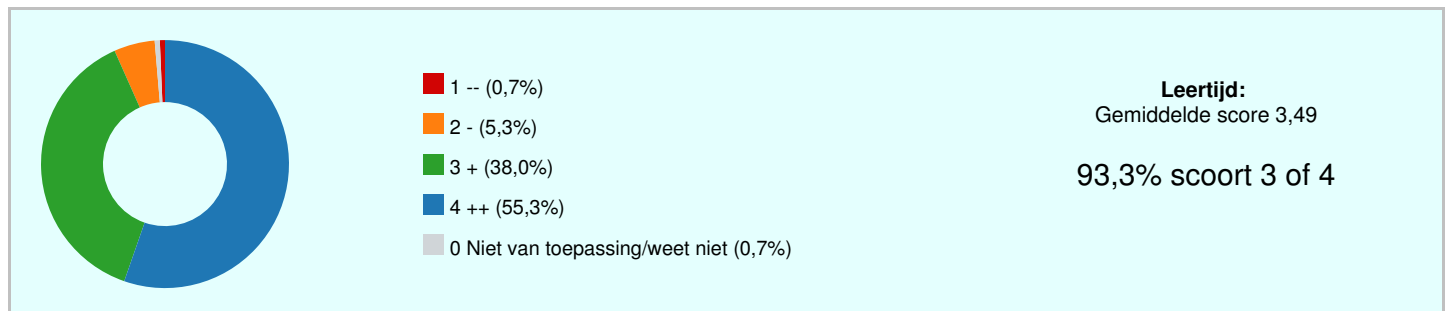 1 -- (0,7%)
2 - (5,3%)
3 + (38,0%)
4 ++ (55,3%)
0 Niet van toepassing/weet niet (0,7%)
Leertijd:
Gemiddelde score 3,49
93,3% scoort 3 of 4